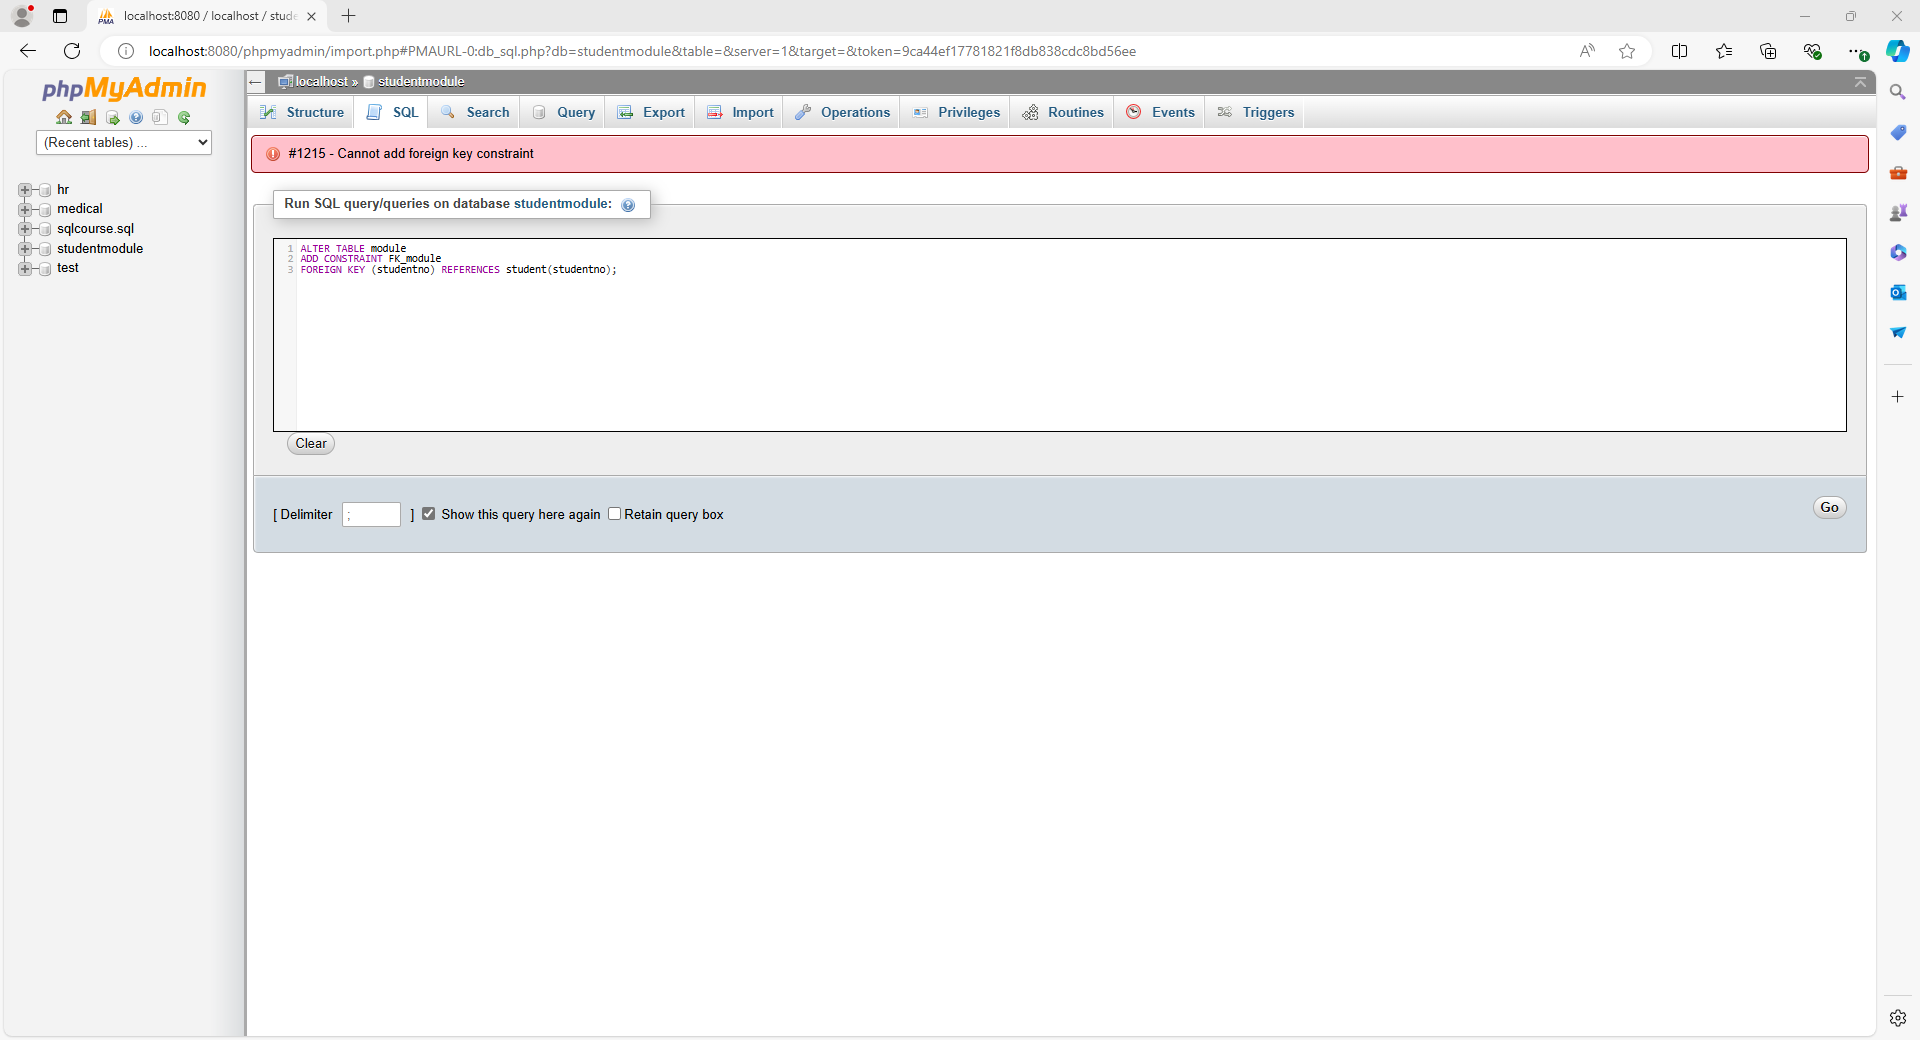 localhost:8080 / localhost / stude
localhost:8080/phpmyadmin/import.php#PMAURL-0:db_sql.php?db=studentmodule&table=&server=1&target=&token=9ca44ef17781821f8db838cdc8bd56ee
phpMyAdmin
(Recent tables) ...
hr
medical
sqlcourse.sql
studentmodule
test
localhost » studentmodule
Structure SQL Search Query Export Import Operations Privileges Routines Events Triggers
#1215 - Cannot add foreign key constraint
Run SQL query/queries on database studentmodule:
1 ALTER TABLE module
2 ADD CONSTRAINT FK_module
3 FOREIGN KEY (studentno) REFERENCES student(studentno);
Clear
[ Delimiter ; ] Show this query here again Retain query box
Go